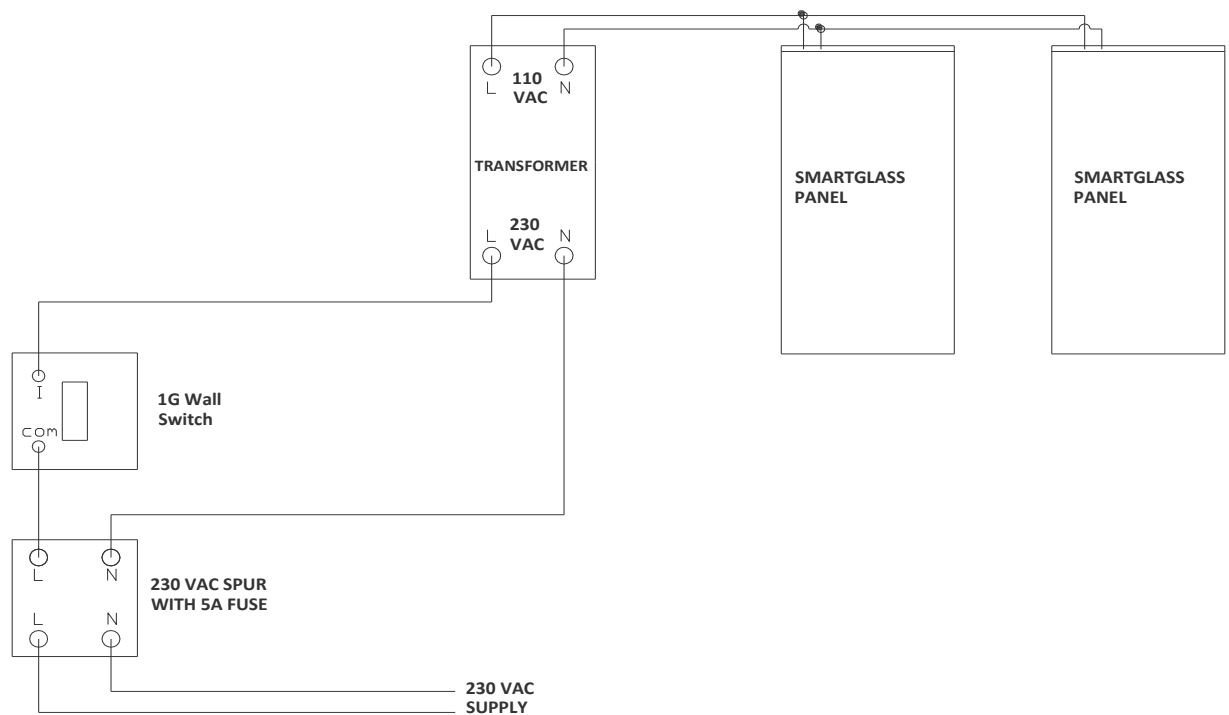 110
VAC
L
N
TRANSFORMER
230
VAC
L
N
SMARTGLASS
PANEL
SMARTGLASS
PANEL
I
COM
1G Wall
Switch
L
N
L
N
230 VAC SPUR
WITH 5A FUSE
230 VAC
SUPPLY